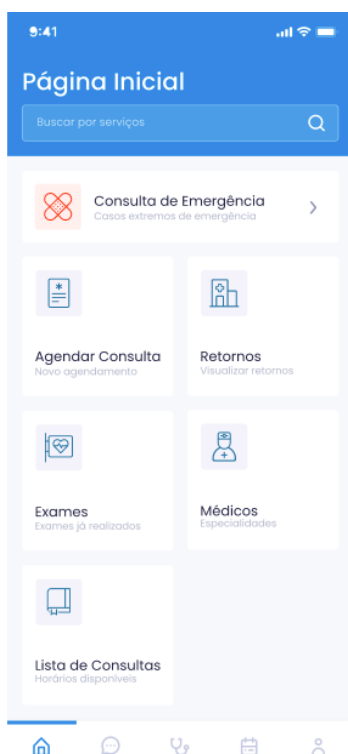 9:41
Página Inicial
Buscar por serviços
Consulta de Emergência
Casos extremos de emergência
Agendar Consulta
Novo agendamento
Retornos
Visualizar retornos
Exames
Exames já realizados
Médicos
Especialidades
Lista de Consultas
Horários disponíveis